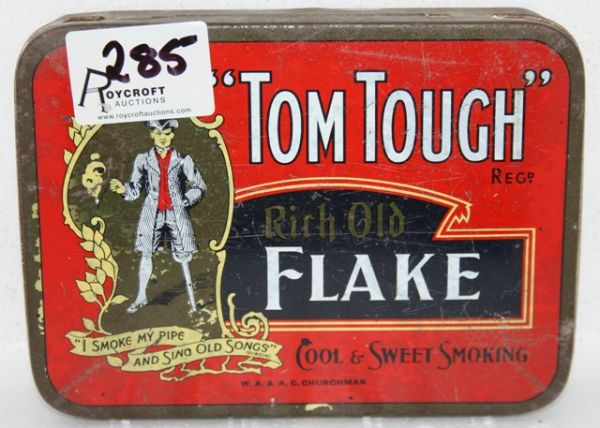 285
ROYCROFT
AUCTIONS
www.roycroftauctions.com
"TOM TOUGH"
REGD
Rich Old
FLAKE
"I SMOKE MY PIPE
AND SING OLD SONGS"
COOL & SWEET SMOKING
W. A. & A. C. CHURCHMAN